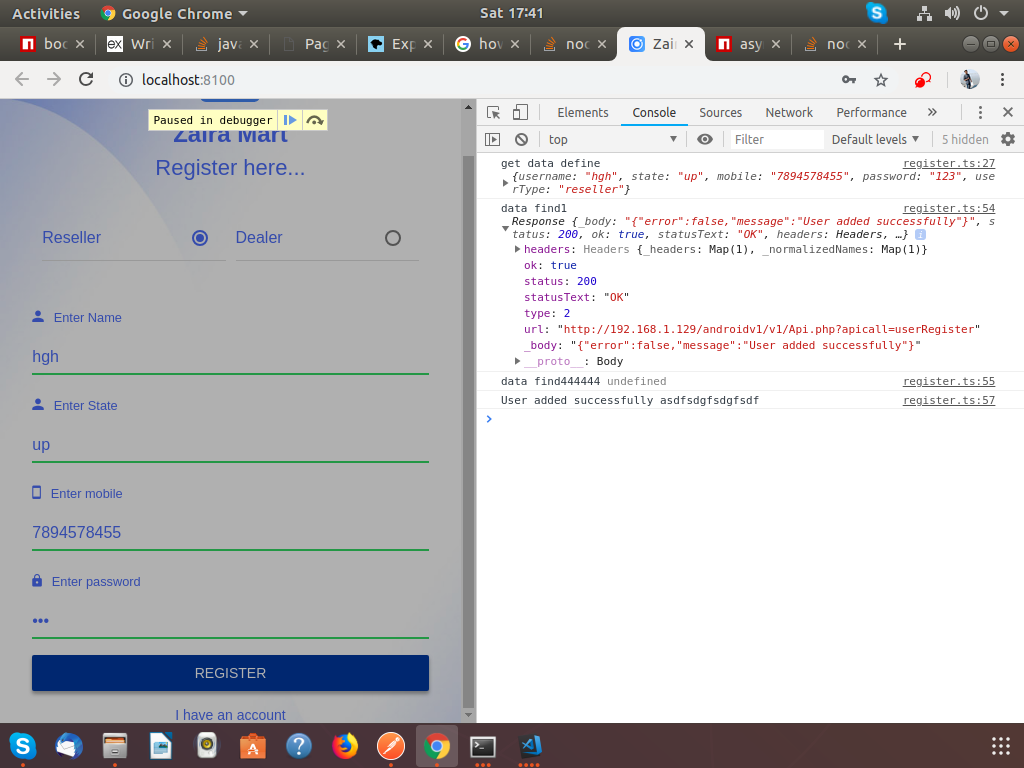 Activities
Google Chrome
Sat 17:41
boc
Wri
java
Pag
Exp
how
noc
Zair
asy
noc
localhost:8100
Paused in debugger
Zaira Mart
Register here...
Reseller
Dealer
Enter Name
hgh
Enter State
up
Enter mobile
7894578455
Enter password
•••
REGISTER
I have an account
Elements
Console
Sources
Network
Performance
top
Filter
Default levels
5 hidden
get data define
register.ts:27
{username: "hgh", state: "up", mobile: "7894578455", password: "123", use
rType: "reseller"}
data find1
register.ts:54
Response {_body: "{"error":false,"message":"User added successfully"}", s
tatus: 200, ok: true, statusText: "OK", headers: Headers, …}
headers: Headers {_headers: Map(1), _normalizedNames: Map(1)}
ok: true
status: 200
statusText: "OK"
type: 2
url: "http://192.168.1.129/androidv1/v1/Api.php?apicall=userRegister"
_body: "{"error":false,"message":"User added successfully"}"
__proto__: Body
data find444444 undefined
register.ts:55
User added successfully asdfsdgfsdgfsdf
register.ts:57